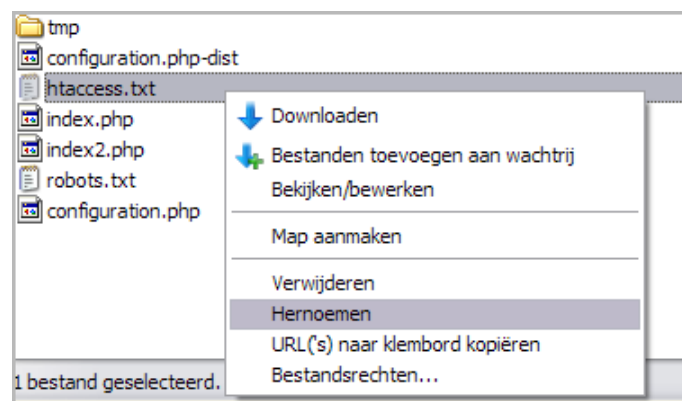 tmp
configuration.php-dist
htaccess.txt
index.php
index2.php
robots.txt
configuration.php
Downloaden
Bestanden toevoegen aan wachtrij
Bekijken/bewerken
Map aanmaken
Verwijderen
Hernoemen
URL('s) naar klembord kopiëren
Bestandsrechten...
1 bestand geselecteerd.